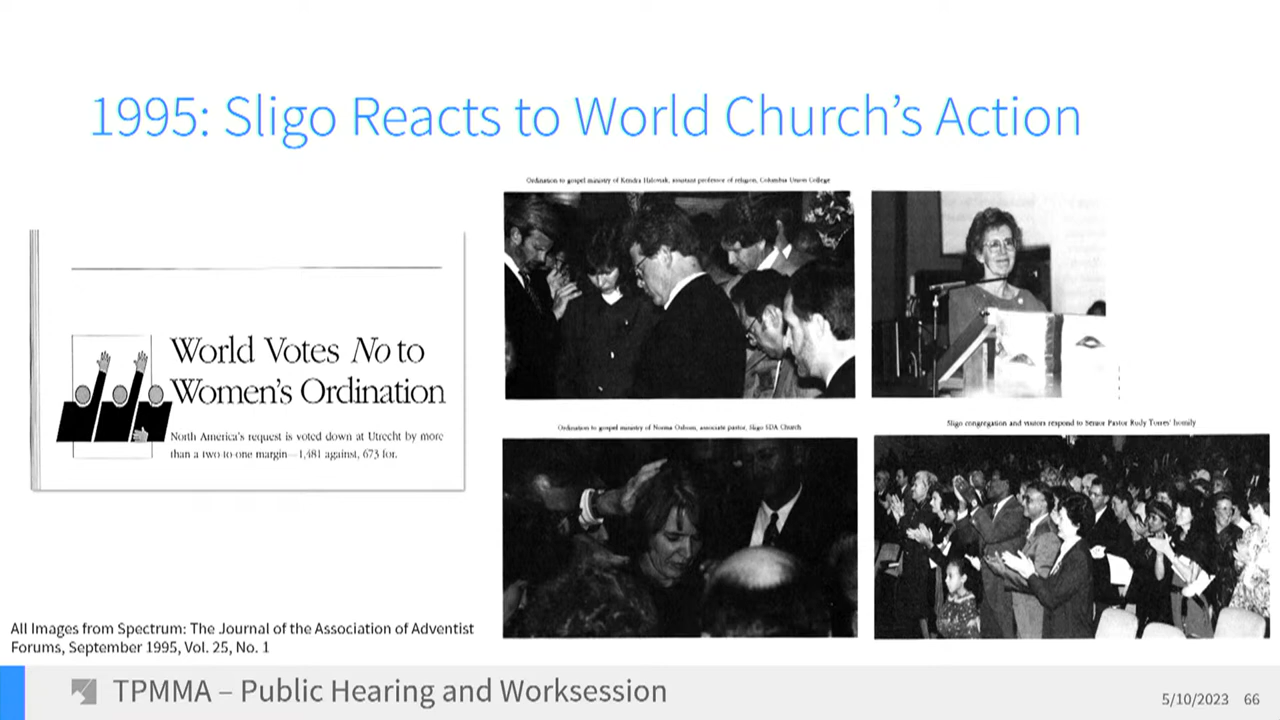 1995: Sligo Reacts to World Church's Action
World Votes No to
Women's Ordination
North America's request is voted down at Utrecht by more
than a two-to-one margin—1,481 against, 673 for.
Ordination to gospel ministry of Kendra Haloviak, assistant professor of religion, Columbia Union College
Ordination to gospel ministry of Norma Osborn, associate pastor, Sligo SDA Church
Sligo congregation and visitors respond to Senior Pastor Rudy Torres' homily
All Images from Spectrum: The Journal of the Association of Adventist
Forums, September 1995, Vol. 25, No. 1
TPMMA – Public Hearing and Worksession
5/10/2023 66